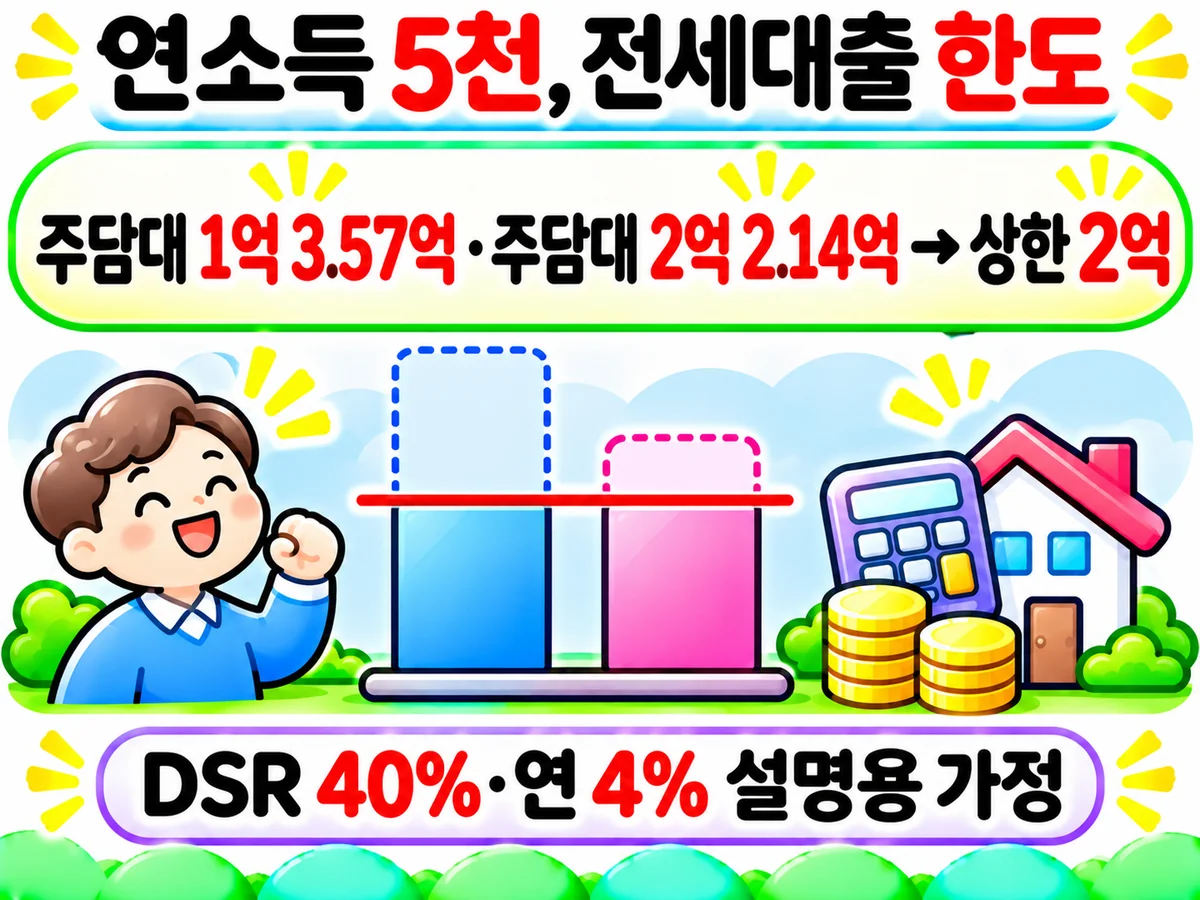 연소득 5천, 전세대출 한도
주담대 1억 3.57억·주담대 2억 2.14억→상한 2억
DSR 40%·연 4% 설명용 가정